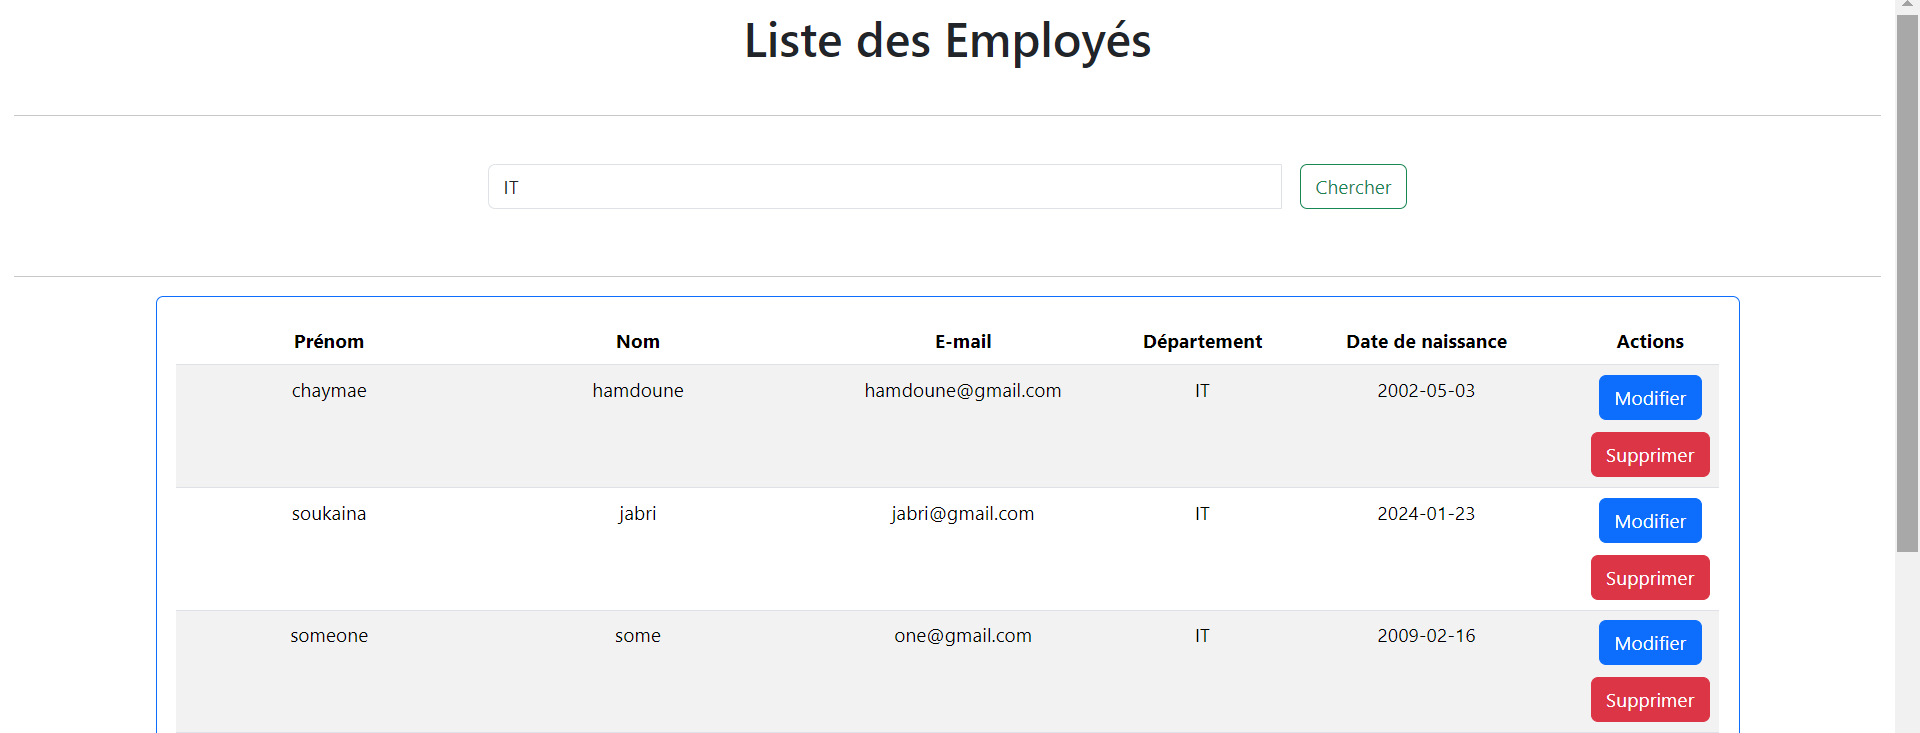 Liste des Employés
IT Chercher
Prénom Nom E-mail Département Date de naissance Actions
chaymae hamdoune hamdoune@gmail.com IT 2002-05-03 Modifier
Supprimer
soukaina jabri jabri@gmail.com IT 2024-01-23 Modifier
Supprimer
someone some one@gmail.com IT 2009-02-16 Modifier
Supprimer